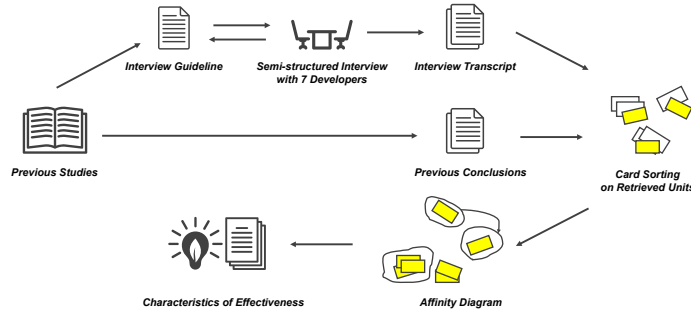 Interview Guideline
Semi-structured Interview
with 7 Developers
Interview Transcript
Previous Studies
Previous Conclusions
Card Sorting
on Retrieved Units
Characteristics of Effectiveness
Affinity Diagram